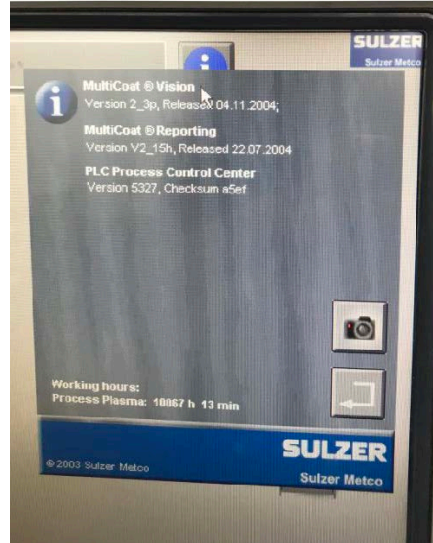 SULZER
Sulzer Metco
MultiCoat ® Vision
Version 2_3p, Released 04.11.2004;
MultiCoat ® Reporting
Version V2_15h, Released 22.07.2004
PLC Process Control Center
Version 5327, Checksum a5ef
Working hours:
Process Plasma: 10067 h 13 min
SULZER
© 2003 Sulzer Metco
Sulzer Metco